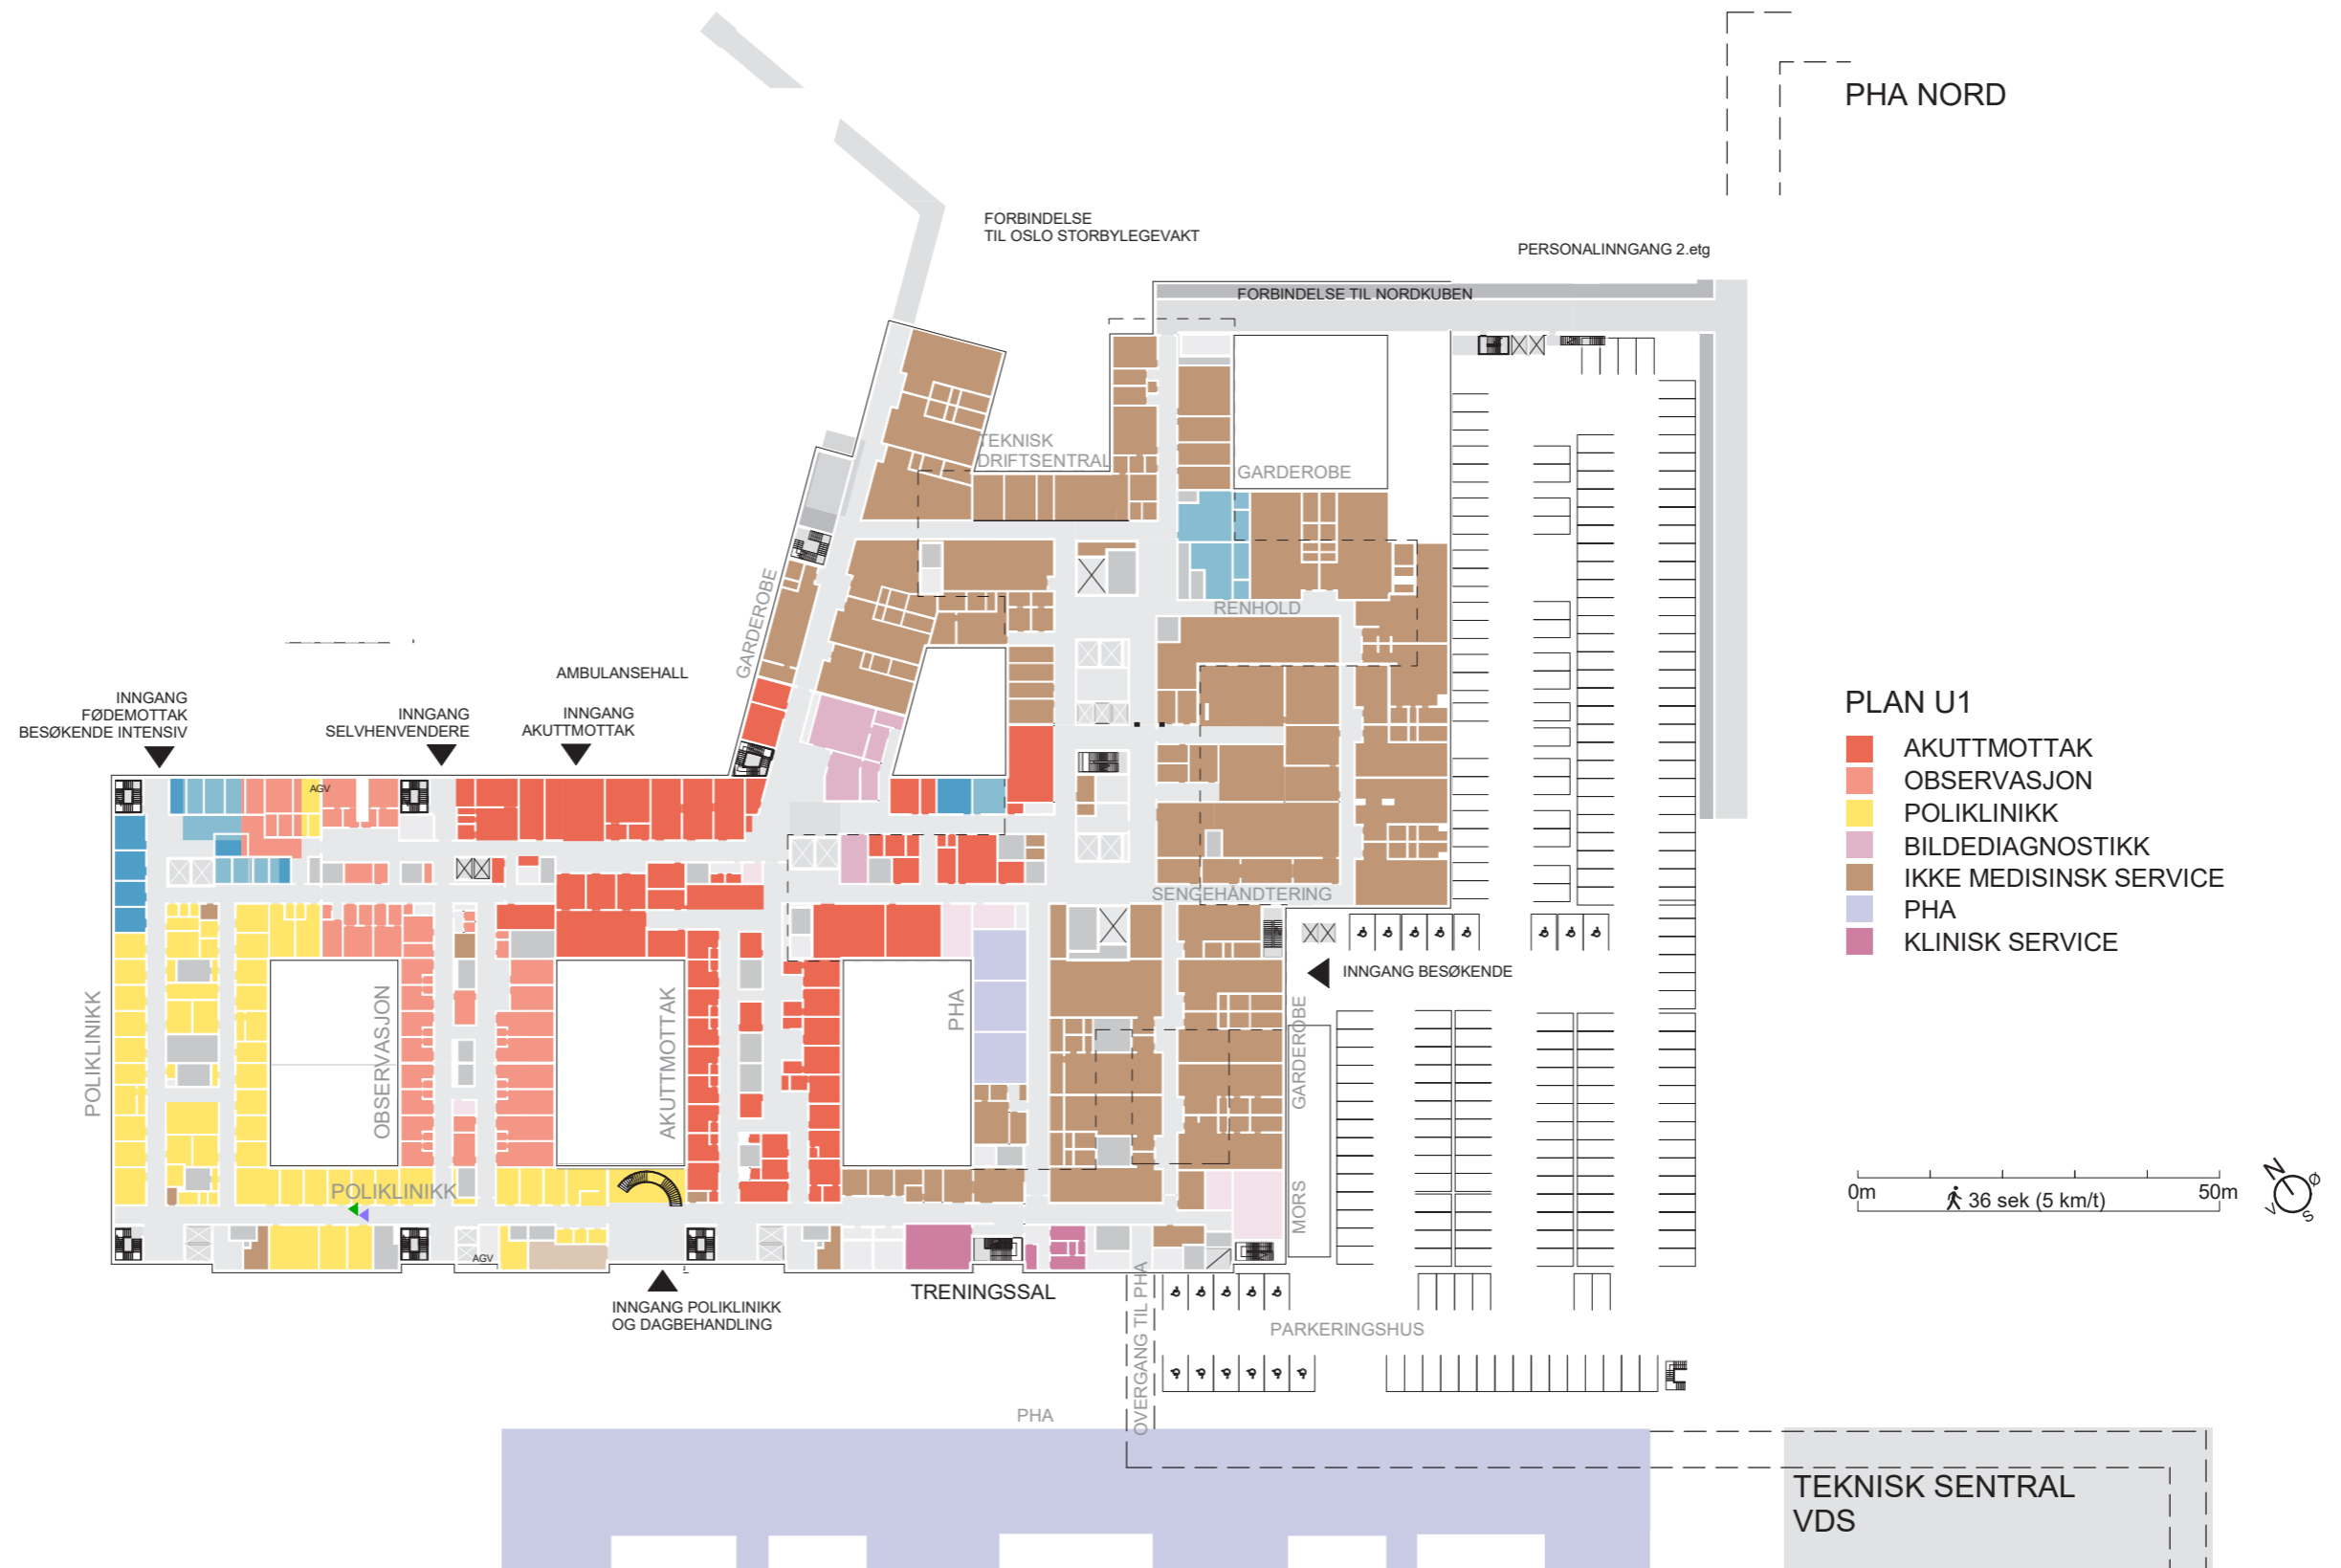 PHA NORD
FORBINDELSE
TIL OSLO STORBYLEGEVAKT
PERSONALINNGANG 2.etg
FORBINDELSE TIL NORDKUBEN
TEKNISK
DRIFTSENTRAL
GARDEROBE
GARDEROBE
RENHOLD
AMBULANSEHALL
INNGANG
FØDEMOTTAK
BESØKENDE INTENSIV
INNGANG
SELVHENVENDERE
INNGANG
AKUTTMOTTAK
PLAN U1
AKUTTMOTTAK
OBSERVASJON
POLIKLINIKK
BILDEDIAGNOSTIKK
IKKE MEDISINSK SERVICE
PHA
KLINISK SERVICE
AGV
SENGEHÅNDTERING
INNGANG BESØKENDE
POLIKLINIKK
OBSERVASJON
AKUTTMOTTAK
PHA
GARDEROBE
MORS
POLIKLINIKK
AGV
0m
36 sek (5 km/t)
50m
N
Ø
V
S
INNGANG POLIKLINIKK
OG DAGBEHANDLING
TRENINGSSAL
OVERGANG TIL PHA
PARKERINGSHUS
PHA
TEKNISK SENTRAL
VDS